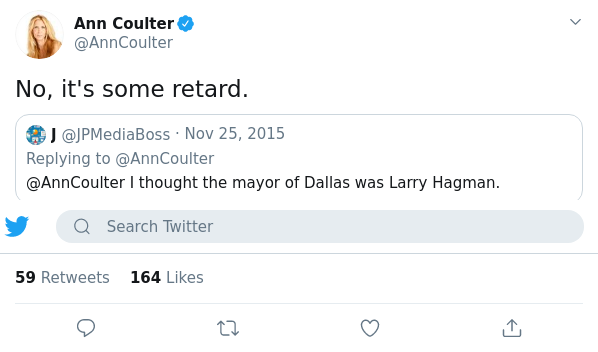 Ann Coulter
@AnnCoulter
No, it's some retard.
J @JPMediaBoss · Nov 25, 2015
Replying to @AnnCoulter
@AnnCoulter I thought the mayor of Dallas was Larry Hagman.
Search Twitter
59 Retweets 164 Likes